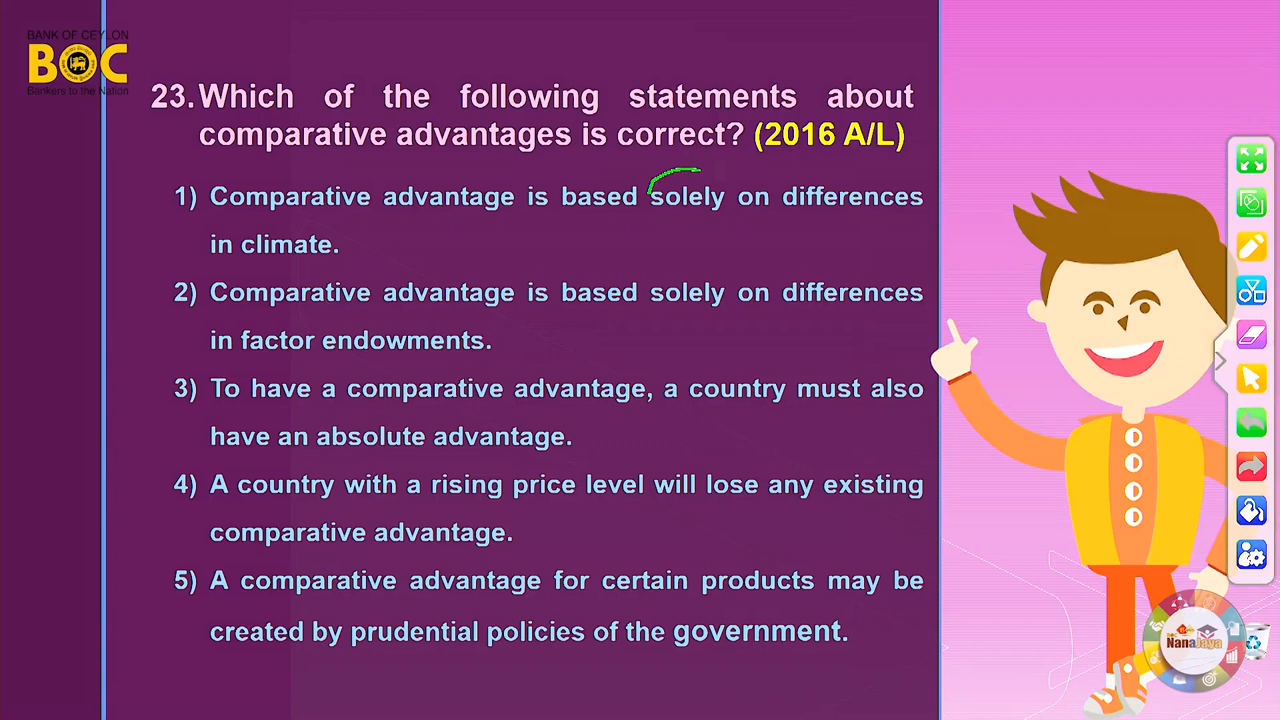 BANK OF CEYLON
BOC
Bankers to the Nation
23. Which of the following statements about
comparative advantages is correct? (2016 A/L)
1) Comparative advantage is based solely on differences
in climate.
2) Comparative advantage is based solely on differences
in factor endowments.
3) To have a comparative advantage, a country must also
have an absolute advantage.
4) A country with a rising price level will lose any existing
comparative advantage.
5) A comparative advantage for certain products may be
created by prudential policies of the government.
NanaJaya